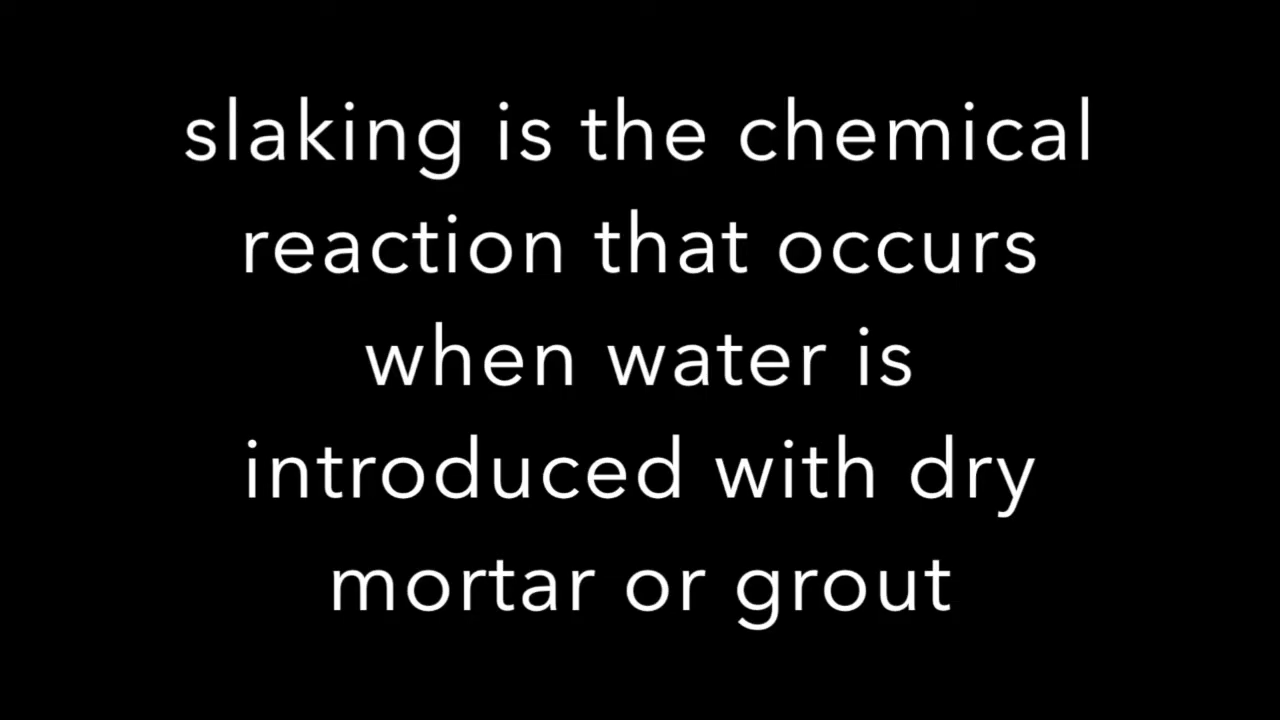 slaking is the chemical
reaction that occurs
when water is
introduced with dry
mortar or grout